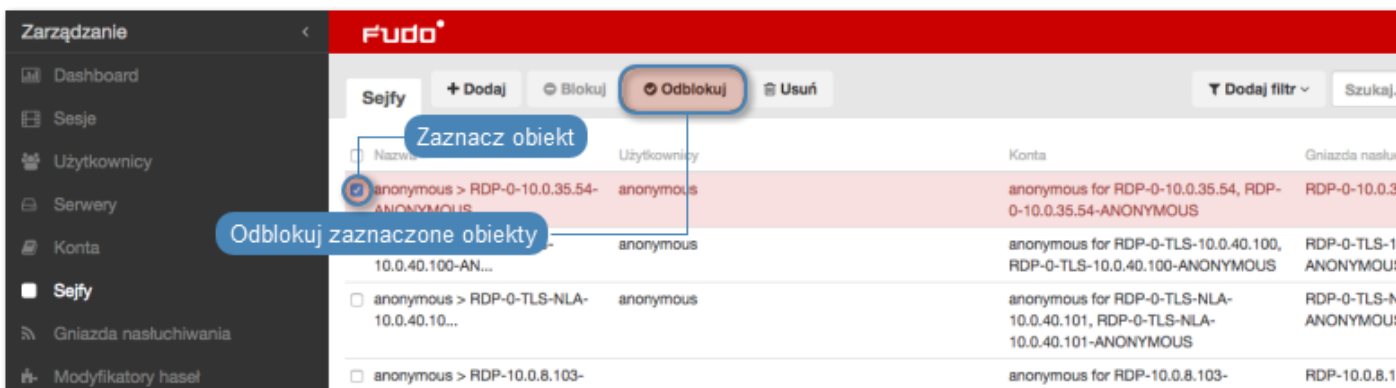 Zarządzanie
Dashboard
Sesje
Użytkownicy
Serwery
Konta
Sejfy
Gniazda nasłuchiwania
Modyfikatory haseł
Fudo
Sejfy
+ Dodaj
Blokuj
Odblokuj
Usuń
Dodaj filtr
Szukaj.
Zaznacz obiekt
Odblokuj zaznaczone obiekty
Użytkownicy
Konta
Gniazda
anonymous > RDP-0-10.0.35.54-
ANONYMOUS
anonymous
anonymous for RDP-0-10.0.35.54, RDP-
0-10.0.35.54-ANONYMOUS
RDP-0-10.0.3
10.0.40.100-AN...
anonymous
anonymous for RDP-0-TLS-10.0.40.100,
RDP-0-TLS-10.0.40.100-ANONYMOUS
RDP-0-TLS-1
anonymous > RDP-0-TLS-NLA-
10.0.40.10...
anonymous
anonymous for RDP-0-TLS-NLA-
10.0.40.101, RDP-0-TLS-NLA-
10.0.40.101-ANONYMOUS
RDP-0-TLS-N
anonymous > RDP-10.0.8.103-
anonymous for RDP-10.0.8.103-
RDP-10.0.8.1